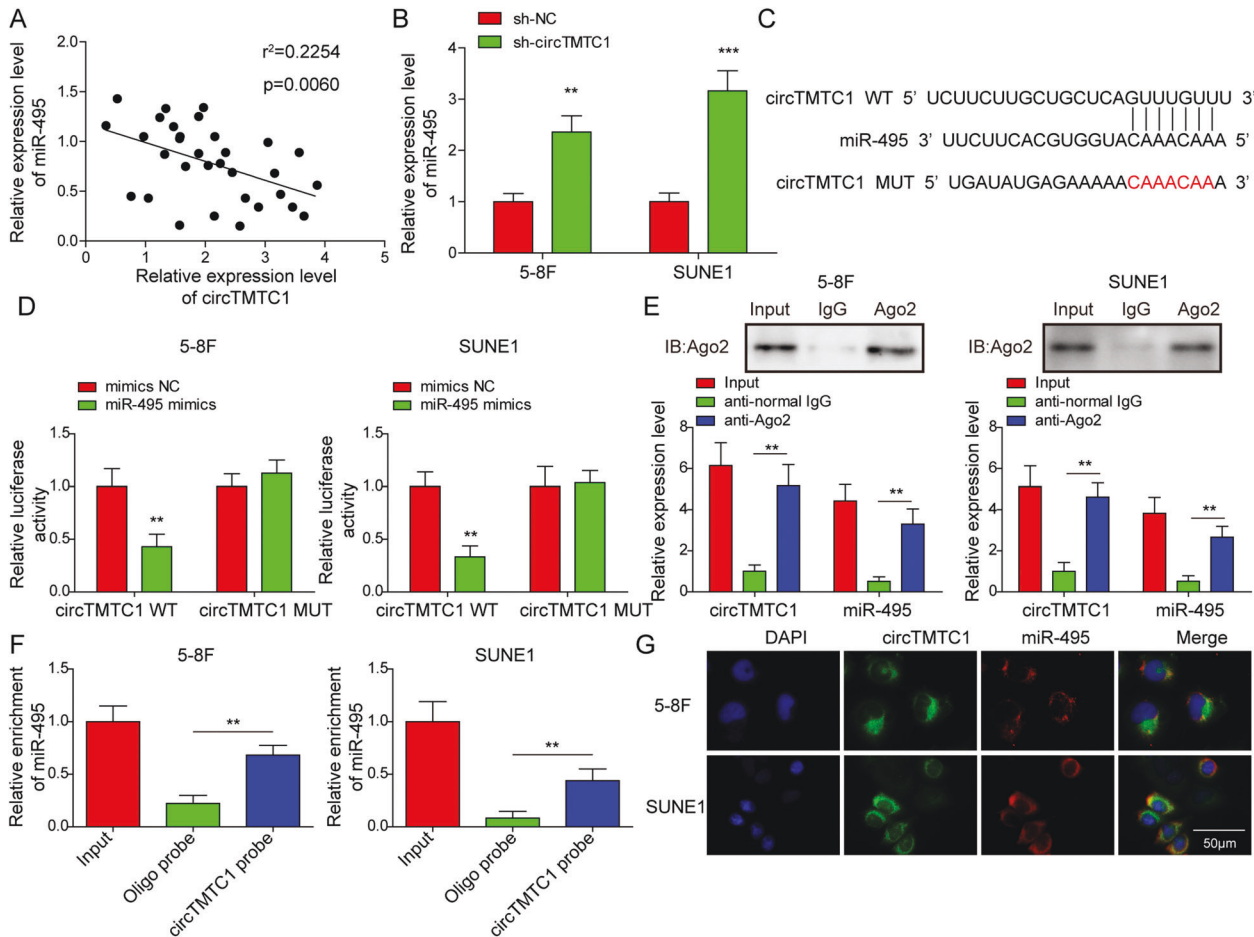 A
Relative expression level
of miR-495
2.0
1.5
1.0
0.5
0.0
0
1
2
3
4
5
r²=0.2254
p=0.0060
Relative expression level
of circTMTC1
B
sh-NC
sh-circTMTC1
Relative expression level
of miR-495
4
3
2
1
0
**
***
5-8F
SUNE1
C
circTMTC1 WT 5’ UCUUCUUGCUGCUCAGUUUGUUU 3’
miR-495 3’ UUCUUCACGUGGUACAAACAAA 5’
circTMTC1 MUT 5’ UGAUAUGAGAAAAACAAACAAA 3’
D
5-8F
mimics NC
miR-495 mimics
Relative luciferase
activity
1.5
1.0
0.5
0.0
**
circTMTC1 WT
circTMTC1 MUT
SUNE1
mimics NC
miR-495 mimics
Relative luciferase
activity
1.5
1.0
0.5
0.0
**
circTMTC1 WT
circTMTC1 MUT
E
5-8F
Input IgG Ago2
IB:Ago2
Input
anti-normal IgG
anti-Ago2
Relative expression level
8
6
4
2
0
**
**
circTMTC1
miR-495
SUNE1
Input IgG Ago2
IB:Ago2
Input
anti-normal IgG
anti-Ago2
Relative expression level
8
6
4
2
0
**
**
circTMTC1
miR-495
F
5-8F
Relative enrichment
of miR-495
1.5
1.0
0.5
0.0
**
Input
Oligo probe
circTMTC1 probe
SUNE1
Relative enrichment
of miR-495
1.5
1.0
0.5
0.0
**
Input
Oligo probe
circTMTC1 probe
G
DAPI circTMTC1 miR-495 Merge
5-8F
SUNE1
50μm